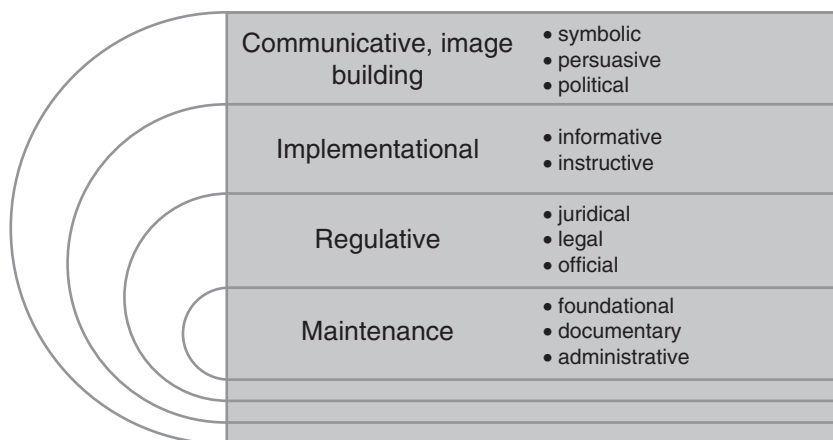 Communicative, image
building
• symbolic
• persuasive
• political
Implementational
• informative
• instructive
Regulative
• juridical
• legal
• official
Maintenance
• foundational
• documentary
• administrative